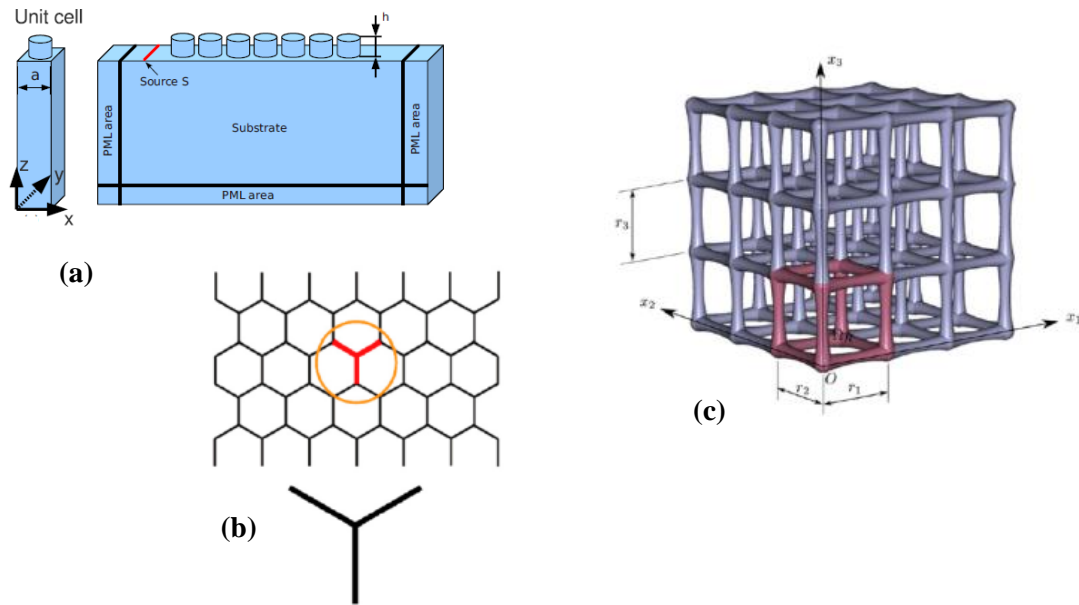 Unit cell
h
a
Source S
PML area
Substrate
PML area
PML area
z
y
x
(a)
(b)
x₃
r₃
x₂
x₁
O
r₂
r₁
(c)